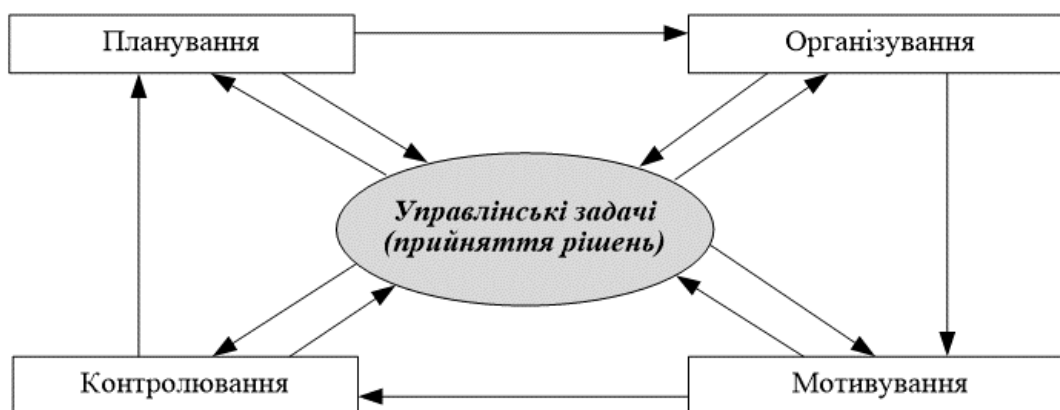 Планування
Організування
Управлінські задачі
(прийняття рішень)
Контролювання
Мотивування